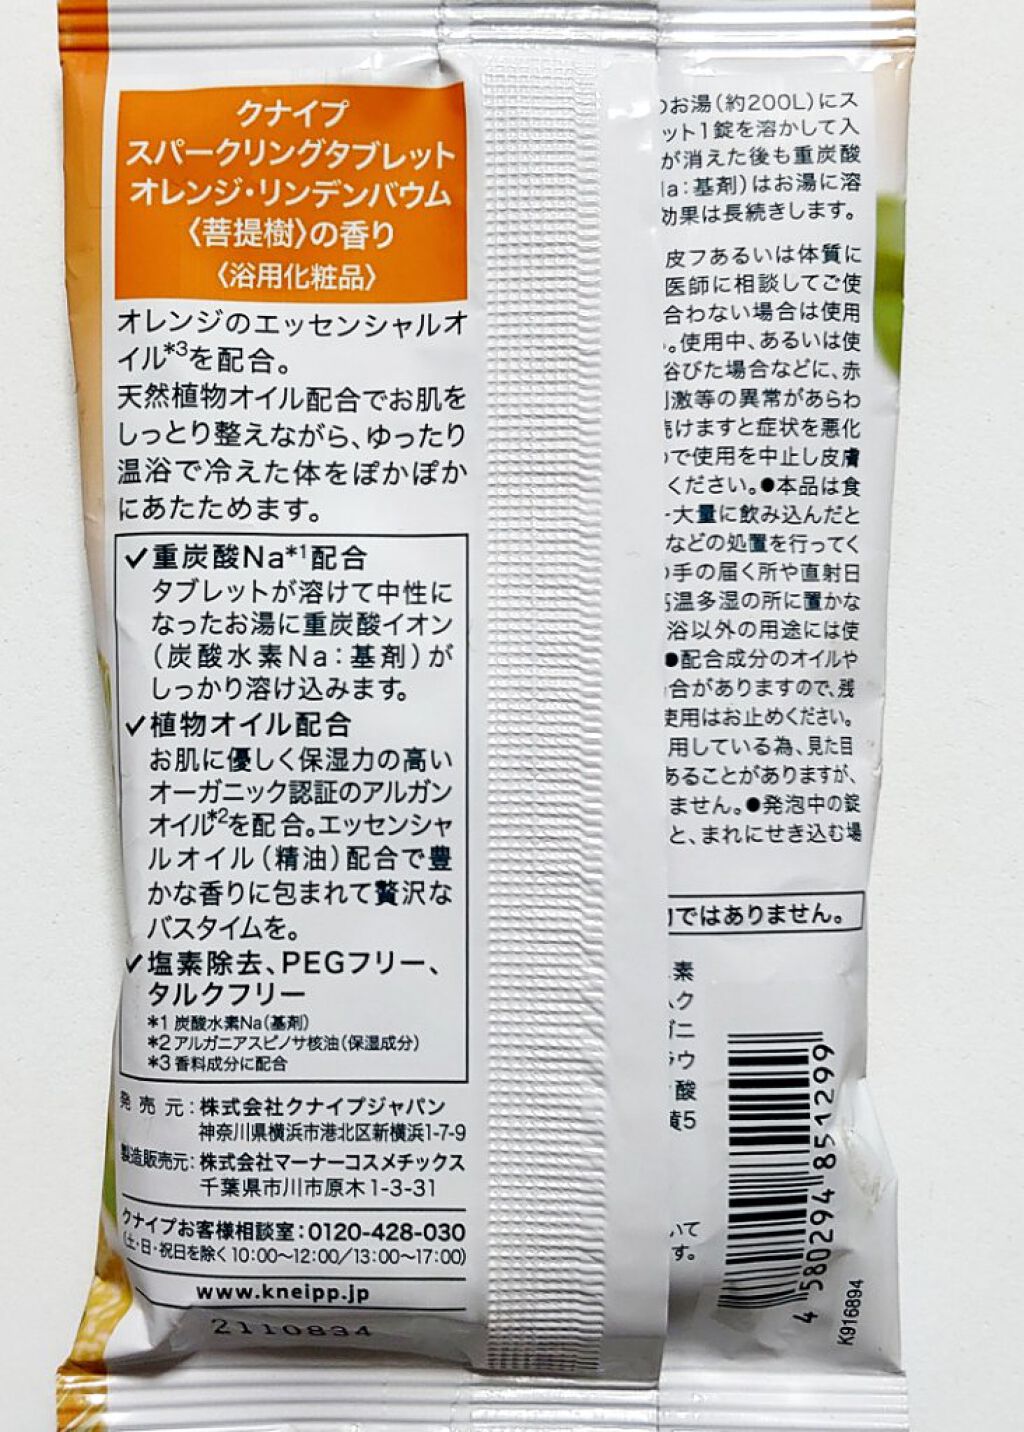 クナイプ
スパークリングタブレット
オレンジ・リンデンバウム
〈菩提樹〉の香り
〈浴用化粧品〉
オレンジのエッセンシャルオ
イル*3を配合。
天然植物オイル配合でお肌を
しっとり整えながら、ゆったり
温浴で冷えた体をぽかぽか
にあたためます。
✓重炭酸Na*1配合
タブレットが溶けて中性に
なったお湯に重炭酸イオン
(炭酸水素Na:基剤)が
しっかり溶け込みます。
✓植物オイル配合
お肌に優しく保湿力の高い
オーガニック認証のアルガン
オイル*2を配合。エッセンシャ
ルオイル(精油)配合で豊
かな香りに包まれて贅沢な
バスタイムを。
✓塩素除去、PEGフリー、
タルクフリー
*1 炭酸水素Na(基剤)
*2 アルガニアスピノサ核油(保湿成分)
*3 香料成分に配合
発売元:株式会社クナイプジャパン
神奈川県横浜市港北区新横浜1-7-9
製造販売元:株式会社マーナーコスメチックス
千葉県市川市原木1-3-31
クナイプお客様相談室:0120-428-030
(土・日・祝日を除く10:00〜12:00/13:00〜17:00)
www.kneipp.jp
2110834
のお湯(約200L)にス
ット1錠を溶かして入
が消えた後も重炭酸
a:基剤)はお湯に溶
効果は長続きします。
皮フあるいは体質に
医師に相談してご使
合わない場合は使用
。使用中、あるいは使
浴びた場合などに、赤
激等の異常があらわ
続けますと症状を悪化
で使用を中止し皮膚
ください。●本品は食
大量に飲み込んだと
などの処置を行ってく
手の届く所や直射日
高温多湿の所に置かな
浴以外の用途には使
●配合成分のオイルや
合がありますので、残
使用はお止めください。
用している為、見た目
あることがありますが、
ません。●発泡中の錠
と、まれにせき込む場
ではありません。
素
ク
ガニ
ラウ
酸
黄5
いて
す。
4 580294 851299
K916894